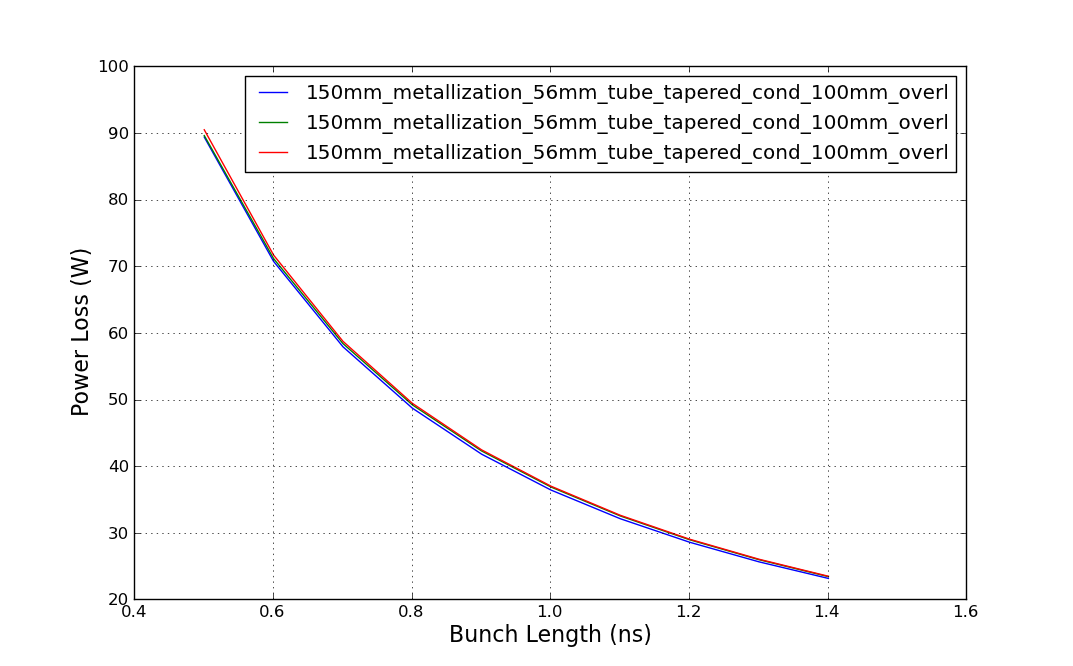 100
90
80
70
60
50
40
30
20
0.4 0.6 0.8 1.0 1.2 1.4 1.6
Power Loss (W)
Bunch Length (ns)
150mm_metallization_56mm_tube_tapered_cond_100mm_overl
150mm_metallization_56mm_tube_tapered_cond_100mm_overl
150mm_metallization_56mm_tube_tapered_cond_100mm_overl